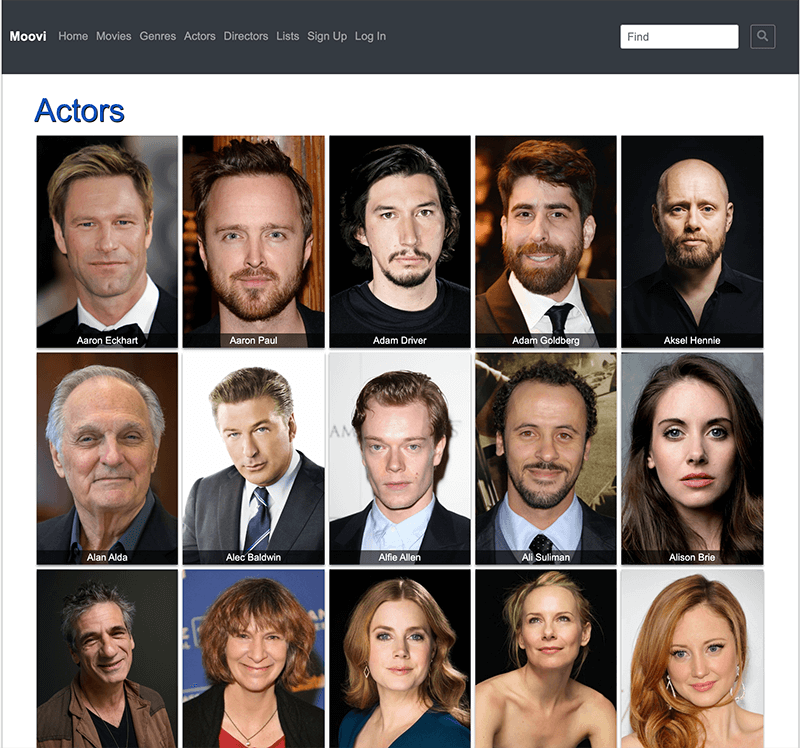 Moovi Home Movies Genres Actors Directors Lists Sign Up Log In Find
Actors
Aaron Eckhart Aaron Paul Adam Driver Adam Goldberg Aksel Hennie
Alan Alda Alec Baldwin Alfie Allen Ali Suliman Alison Brie